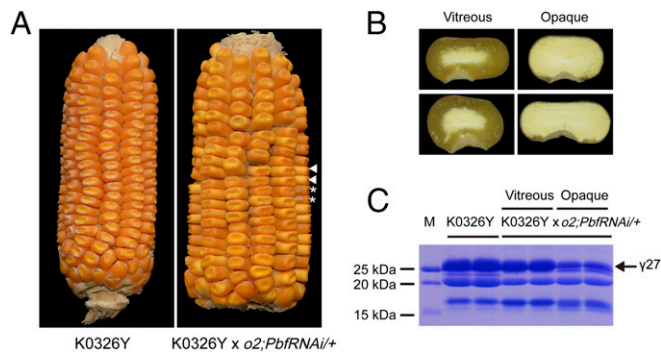 A
K0326Y
K0326Y x o2;PbfRNAi/+
B
Vitreous Opaque
C
Vitreous Opaque
M K0326Y K0326Y x o2;PbfRNAi/+
25 kDa
γ27
20 kDa
15 kDa